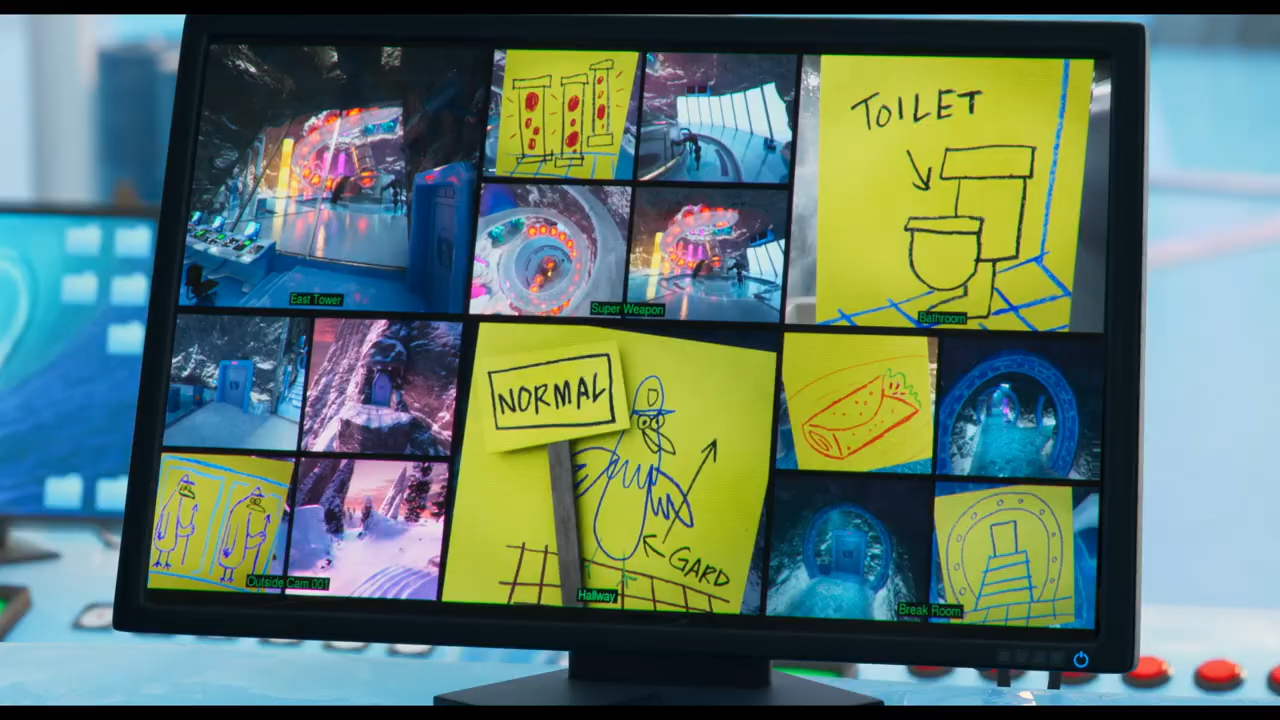 TOILET
East Tower
Super Weapon
Bathroom
NORMAL
GARD
Outside Cam 001
Hallway
Break Room